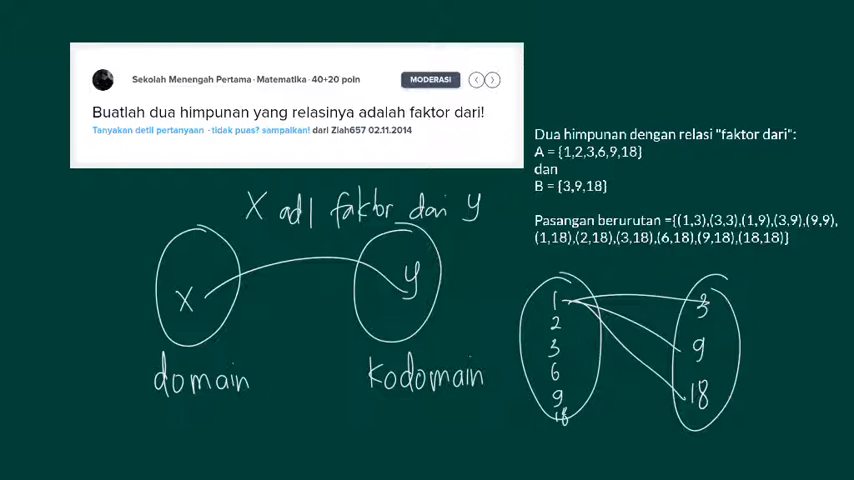 Sekolah Menengah Pertama · Matematika · 40+20 poin
MODERASI
Buatlah dua himpunan yang relasinya adalah faktor dari!
Tanyakan detil pertanyaan · tidak puas? sampaikan! dari Ziah657 02.11.2014
Dua himpunan dengan relasi "faktor dari":
A = {1,2,3,6,9,18}
dan
B = {3,9,18}
Pasangan berurutan ={(1,3),(3,3),(1,9),(3,9),(9,9),
(1,18),(2,18),(3,18),(6,18),(9,18),(18,18)}
X adl faktor dari y
X
y
domain
kodomain
1
2
3
6
9
18
3
9
18